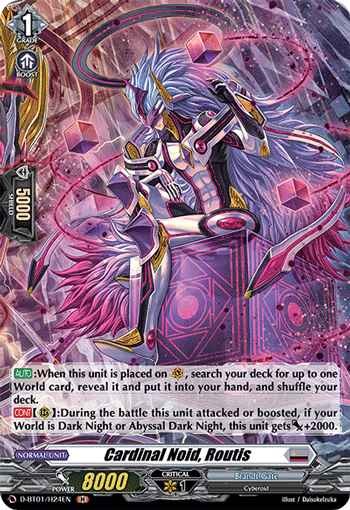 1
GRADE
BOOST
SHIELD
5000
AUTO :When this unit is placed on , search your deck for up to one
World card, reveal it and put it into your hand, and shuffle your
deck.
CONT :During the battle this unit attacked or boosted, if your
World is Dark Night or Abyssal Dark Night, this unit gets +2000.
NORMAL UNIT
Cardinal Noid, Routis
POWER 8000
CRITICAL
1
Brandt Gate
Cyberoid
D-BT01/H24EN H
Illust / Daisukeizuka